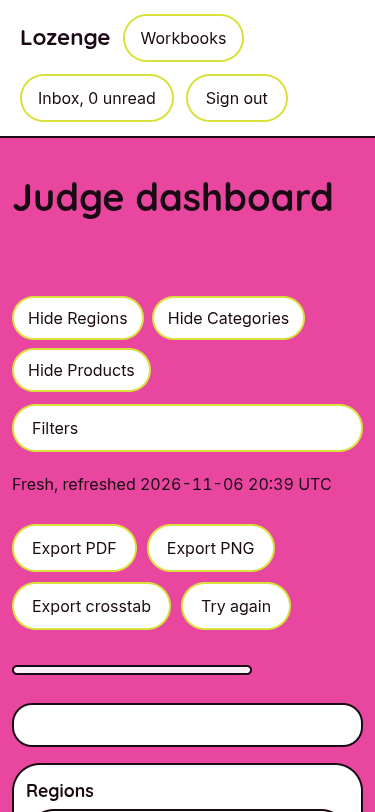 Lozenge Workbooks
Inbox, 0 unread Sign out
Judge dashboard
Hide Regions Hide Categories
Hide Products
Filters
Fresh, refreshed 2026-11-06 20:39 UTC
Export PDF Export PNG
Export crosstab Try again
Regions